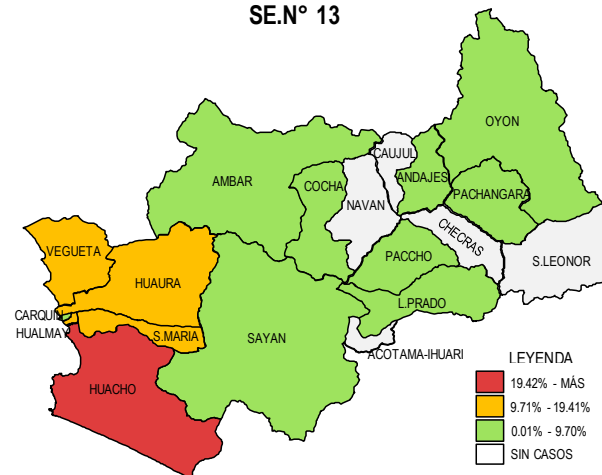 SE.N° 13
OYON
CAUJUL
AMBAR
COCHA
ANDAJES
NAVAN
PACHANGARA
CHECRAS
VEGUETA
PACCHO
S.LEONOR
HUAURA
L.PRADO
CARQUIN
HUALMAY
S.MARIA
SAYAN
ACOTAMA-IHUARI
HUACHO
LEYENDA
19.42% - MÁS
9.71% - 19.41%
0.01% - 9.70%
SIN CASOS